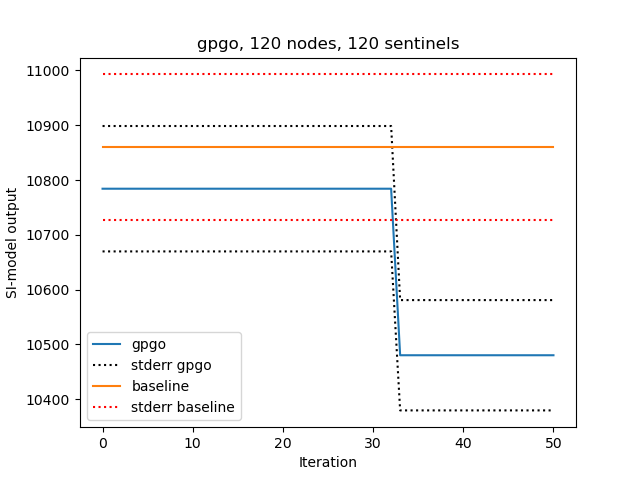 gpgo, 120 nodes, 120 sentinels
11000
10900
10800
10700
10600
10500
10400
SI-model output
gpgo
stderr gpgo
baseline
stderr baseline
0 10 20 30 40 50
Iteration